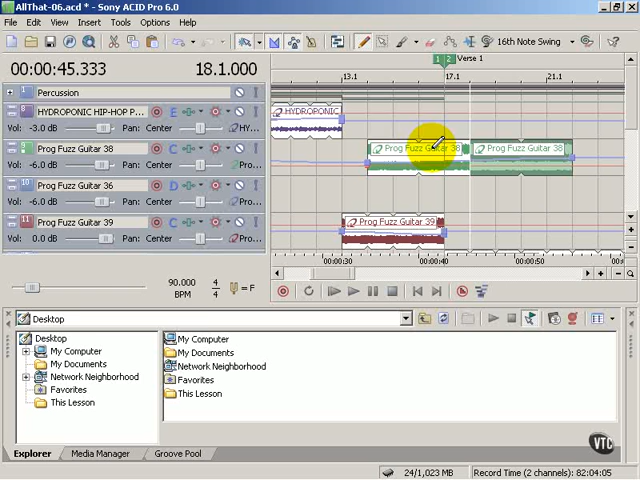 AllThat-06.acd * - Sony ACID Pro 6.0
File Edit View Insert Tools Options Help
16th Note Swing
00:00:45.333 18.1.000
Verse 1
13.1 17.1 21.1
Percussion
HYDROPONIC HIP-HOP P...
Vol: -3.0 dB Pan: Center HY...
HYDROPONIC
Prog Fuzz Guitar 38
Vol: -6.0 dB Pan: Center Pro...
Prog Fuzz Guitar 38 Prog Fuzz Guitar 38
Prog Fuzz Guitar 36
Vol: -6.0 dB Pan: Center Pro...
Prog Fuzz Guitar 39
Vol: 0.0 dB Pan: Center Pro...
Prog Fuzz Guitar 39
00:00:30 00:00:40 00:00:50
90.000 BPM 4/4 = F
Desktop
Desktop
My Computer
My Documents
Network Neighborhood
Favorites
This Lesson
My Computer
My Documents
Network Neighborhood
Favorites
This Lesson
Explorer Media Manager Groove Pool
VTC
24/1,023 MB Record Time (2 channels): 82:04:05